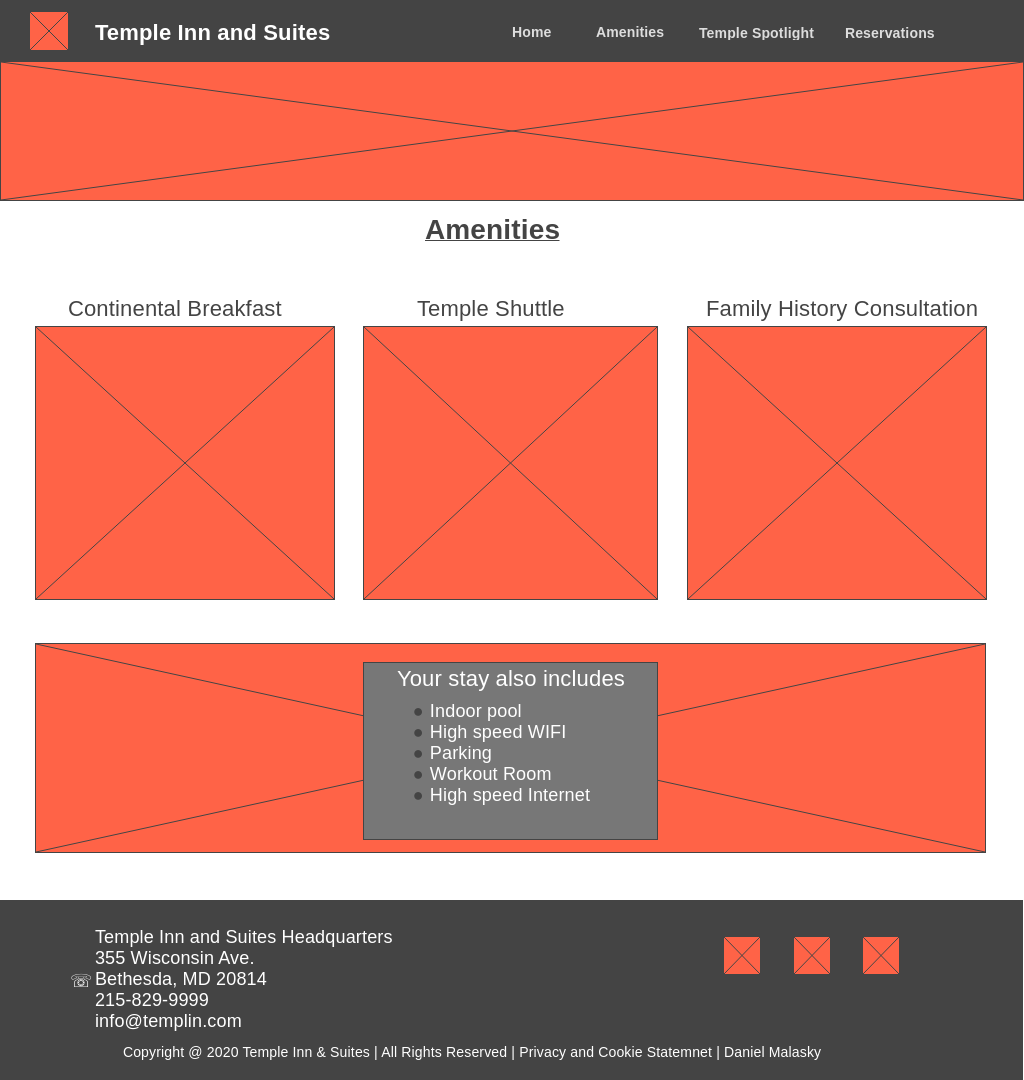 Temple Inn and Suites
Home Amenities Temple Spotlight Reservations
Amenities
Continental Breakfast
Temple Shuttle
Family History Consultation
Your stay also includes
● Indoor pool
● High speed WIFI
● Parking
● Workout Room
● High speed Internet
Temple Inn and Suites Headquarters
355 Wisconsin Ave.
☏ Bethesda, MD 20814
215-829-9999
info@templin.com
Copyright @ 2020 Temple Inn & Suites | All Rights Reserved | Privacy and Cookie Statemnet | Daniel Malasky